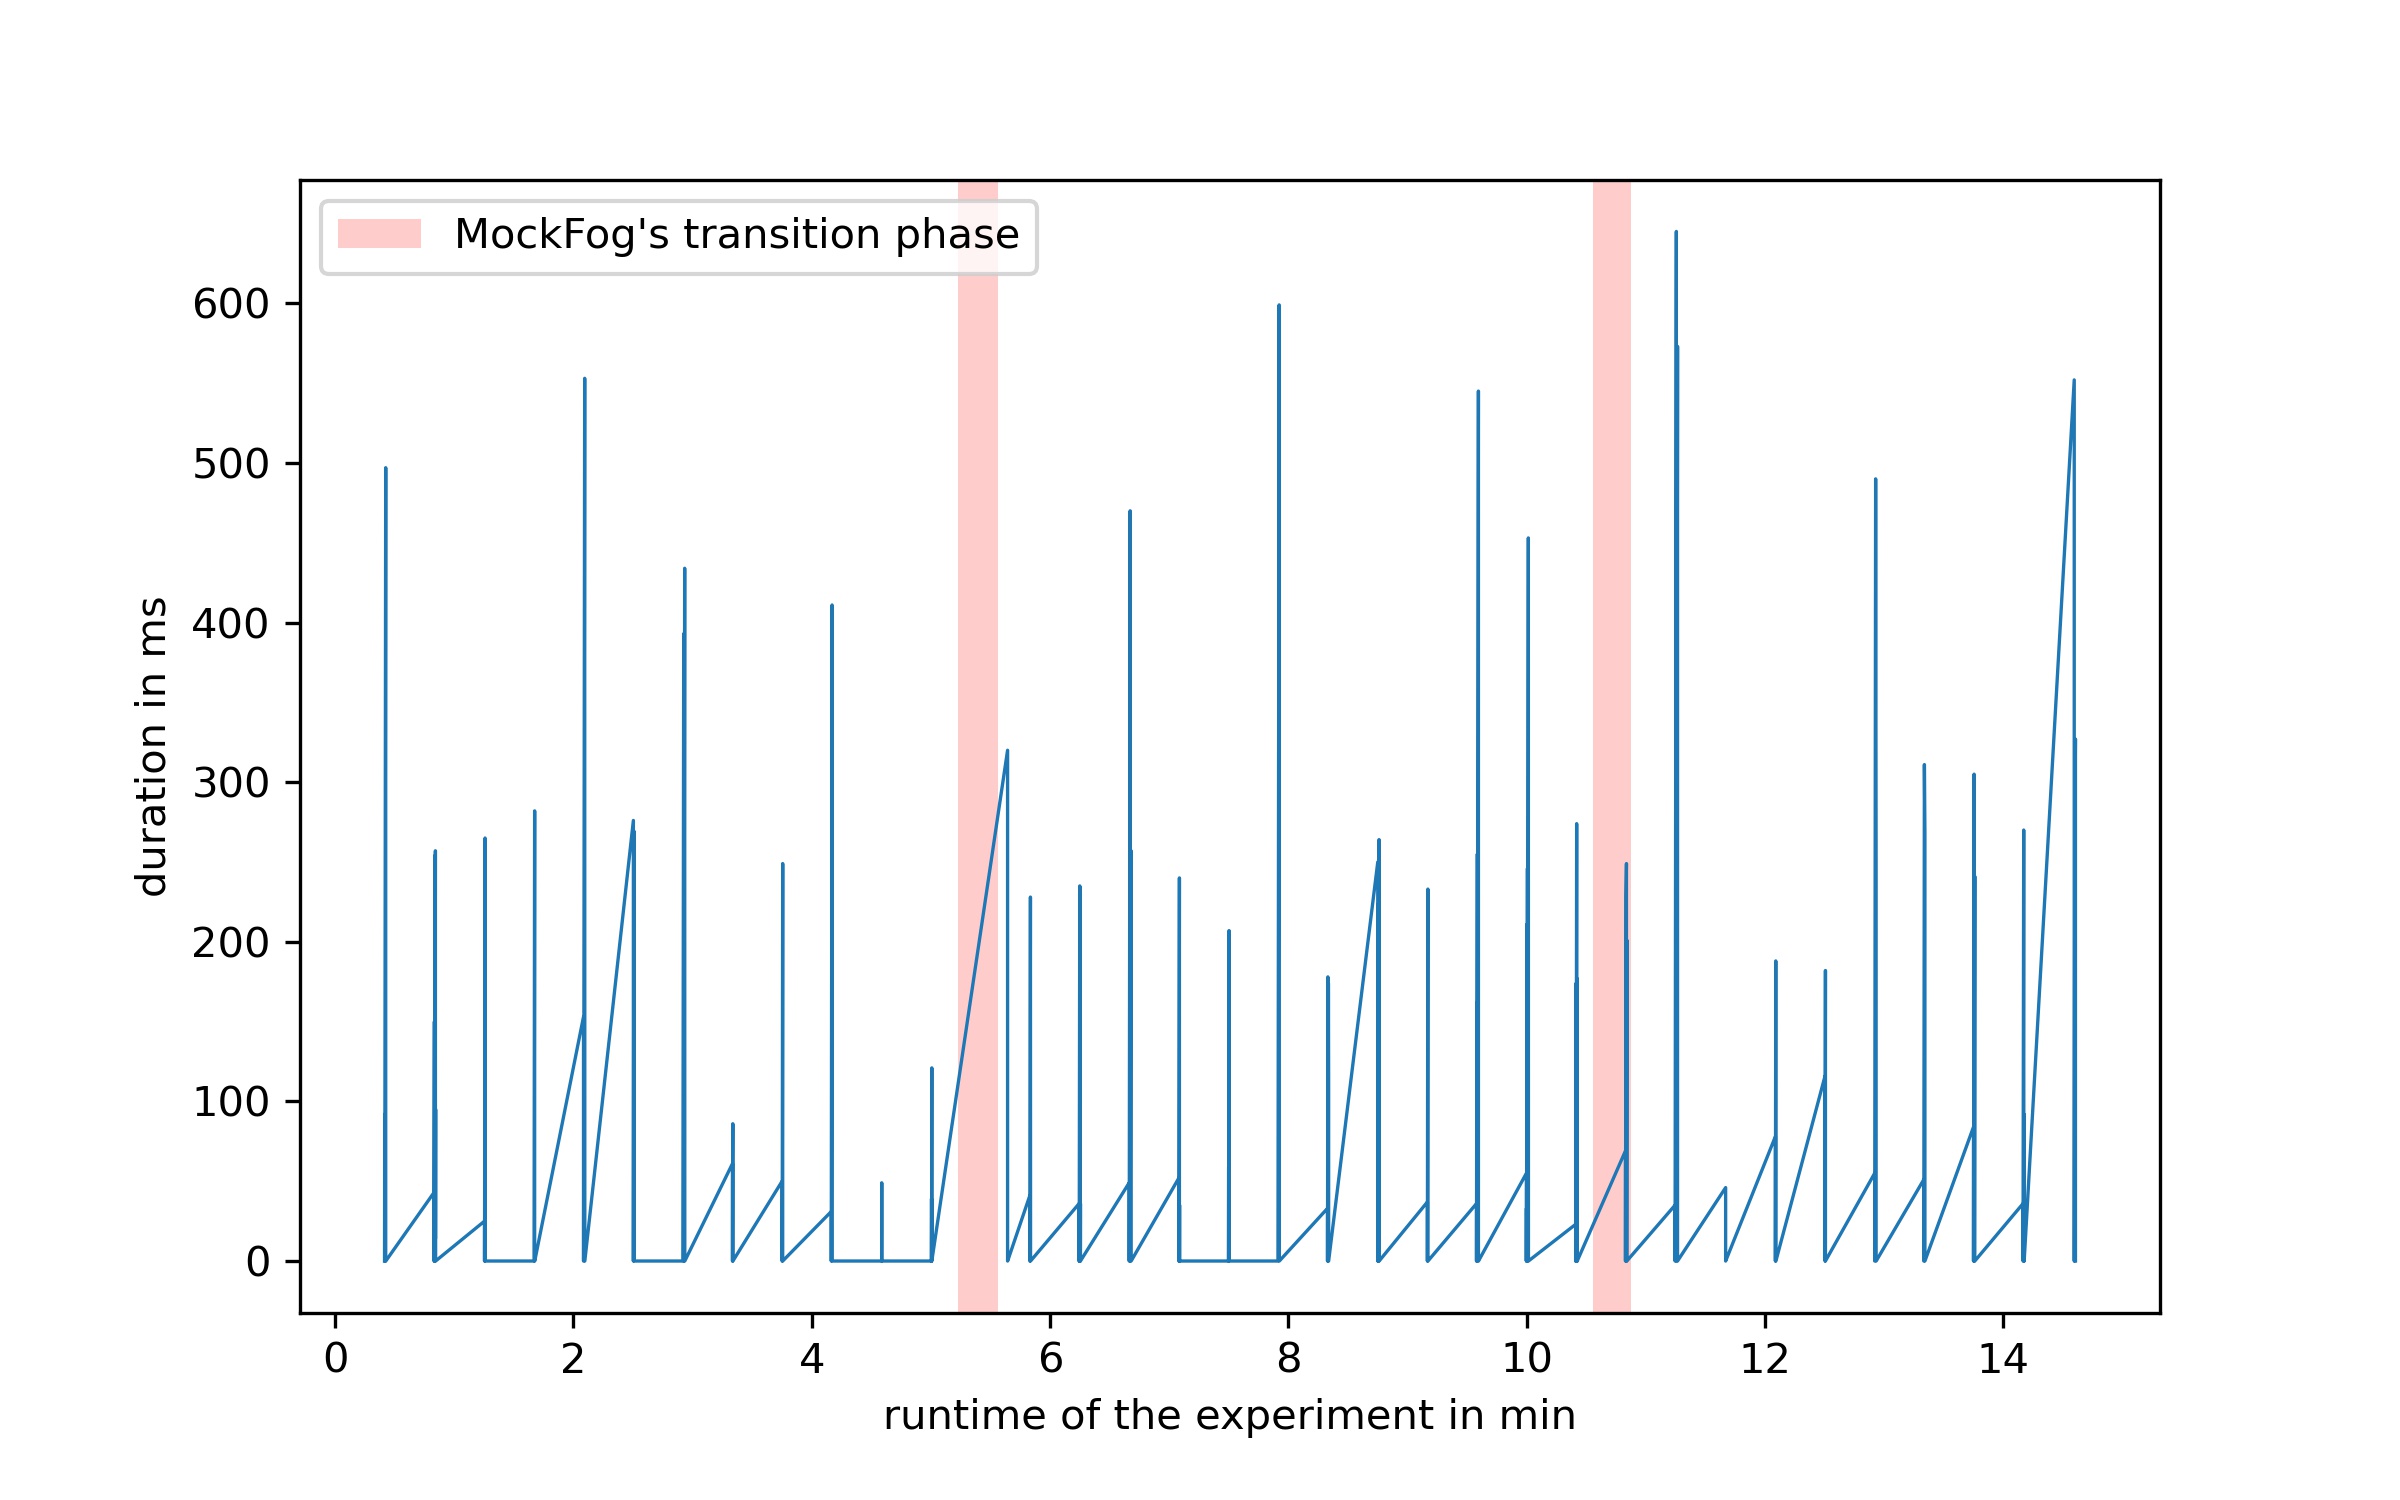 MockFog's transition phase
600
500
400
300
200
100
0
duration in ms
0 2 4 6 8 10 12 14
runtime of the experiment in min